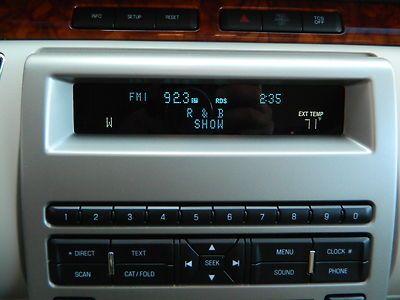 INFO SETUP RESET TCS OFF
FM1 92.3 ST RDS 2:35
R & B EXT TEMP
W SHOW 71°
1 2 3 4 5 6 7 8 9 0
* DIRECT TEXT MENU CLOCK #
SEEK
SCAN CAT/FOLD SOUND PHONE